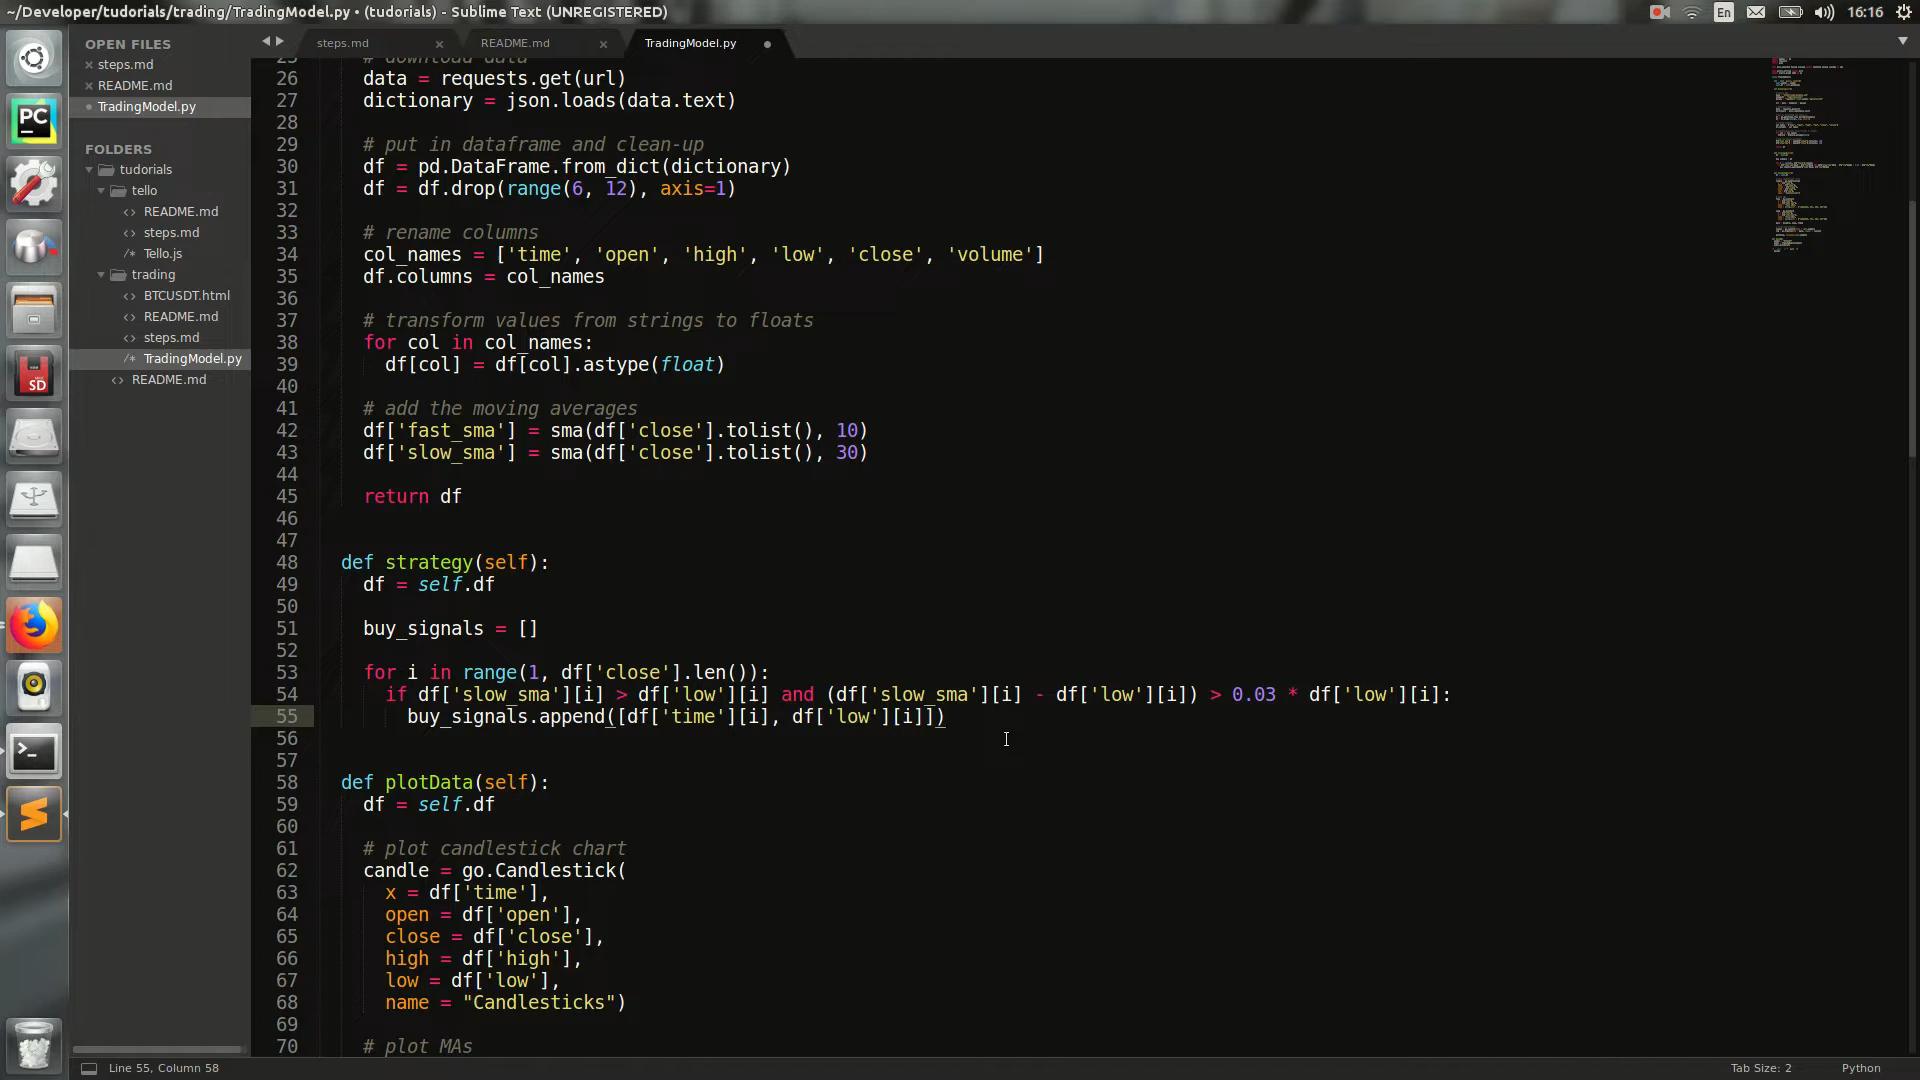 ~/Developer/tudorials/trading/TradingModel.py • (tudorials) - Sublime Text (UNREGISTERED)
En
16:16
OPEN FILES
steps.md
README.md
TradingModel.py
FOLDERS
tudorials
tello
README.md
steps.md
Tello.js
trading
BTCUSDT.html
README.md
steps.md
TradingModel.py
README.md
PC
SD
steps.md
README.md
TradingModel.py
25 # download data
26 data = requests.get(url)
27 dictionary = json.loads(data.text)
28
29 # put in dataframe and clean-up
30 df = pd.DataFrame.from_dict(dictionary)
31 df = df.drop(range(6, 12), axis=1)
32
33 # rename columns
34 col_names = ['time', 'open', 'high', 'low', 'close', 'volume']
35 df.columns = col_names
36
37 # transform values from strings to floats
38 for col in col_names:
39 df[col] = df[col].astype(float)
40
41 # add the moving averages
42 df['fast_sma'] = sma(df['close'].tolist(), 10)
43 df['slow_sma'] = sma(df['close'].tolist(), 30)
44
45 return df
46
47
48 def strategy(self):
49 df = self.df
50
51 buy_signals = []
52
53 for i in range(1, df['close'].len()):
54 if df['slow_sma'][i] > df['low'][i] and (df['slow_sma'][i] - df['low'][i]) > 0.03 * df['low'][i]:
55 buy_signals.append([df['time'][i], df['low'][i]])
56
57
58 def plotData(self):
59 df = self.df
60
61 # plot candlestick chart
62 candle = go.Candlestick(
63 x = df['time'],
64 open = df['open'],
65 close = df['close'],
66 high = df['high'],
67 low = df['low'],
68 name = "Candlesticks")
69
70 # plot MAs
Line 55, Column 58
Tab Size: 2
Python